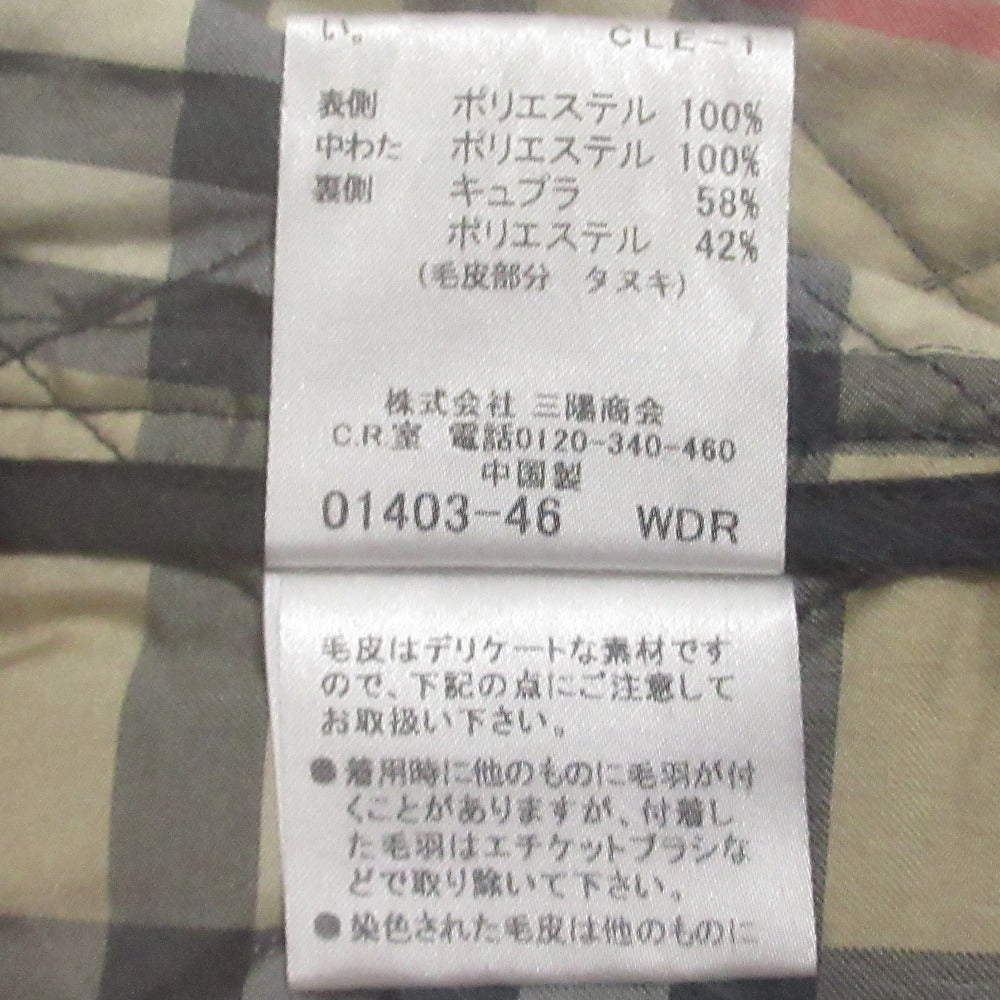 い。 CLE-1
表側 ポリエステル 100%
中わた ポリエステル 100%
裏側 キュプラ 58%
ポリエステル 42%
(毛皮部分 タヌキ)
株式会社 三陽商会
C.R室 電話0120-340-460
中国製
01403-46 WDR
毛皮はデリケートな素材です
ので、下記の点にご注意して
お取扱い下さい。
●着用時に他のものに毛羽が付
くことがありますが、付着し
た毛羽はエチケットブラシな
どで取り除いて下さい。
●染色された毛皮は他のものに